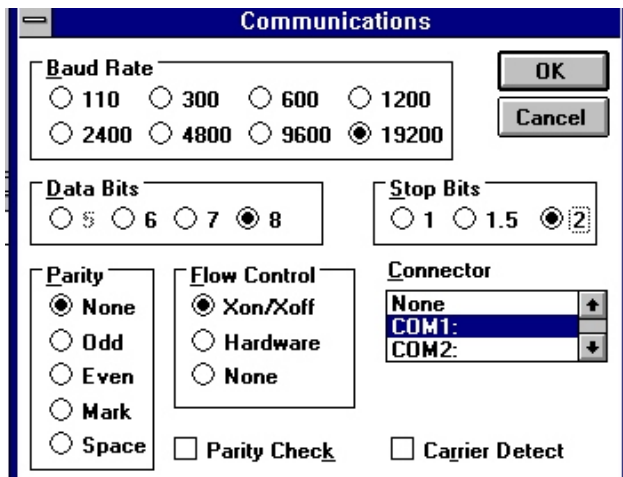 Communications
Baud Rate
110 300 600 1200
2400 4800 9600 19200
OK
Cancel
Data Bits
5 6 7 8
Stop Bits
1 1.5 2
Parity
None
Odd
Even
Mark
Space
Flow Control
Xon/Xoff
Hardware
None
Connector
None
COM1:
COM2:
Parity Check
Carrier Detect